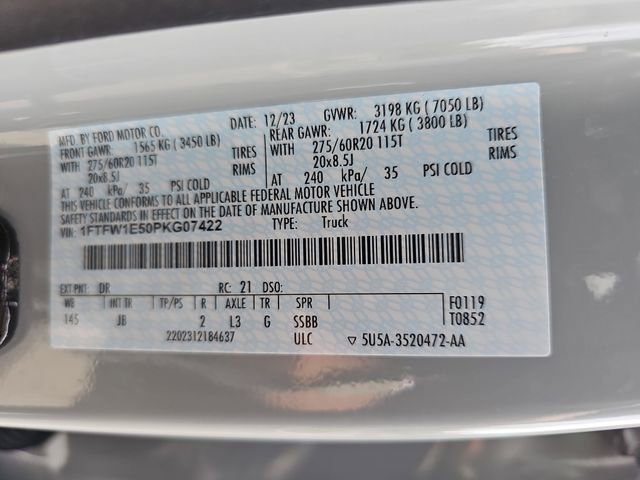 MFD. BY FORD MOTOR CO. DATE: 12/23 GVWR: 3198 KG ( 7050 LB)
FRONT GAWR: 1565 KG ( 3450 LB) REAR GAWR: 1724 KG ( 3800 LB)
WITH 275/60R20 115T TIRES WITH 275/60R20 115T TIRES
20x8.5J RIMS 20x8.5J RIMS
AT 240 kPa/ 35 PSI COLD AT 240 kPa/ 35 PSI COLD
THIS VEHICLE CONFORMS TO ALL APPLICABLE FEDERAL MOTOR VEHICLE
SAFETY STANDARDS IN EFFECT ON THE DATE OF MANUFACTURE SHOWN ABOVE.
VIN: 1FTFW1E50PKG07422 TYPE: Truck
EXT PNT: DR RC: 21 DSO: F0119
WB INT TR TP/PS R AXLE TR SPR T0852
145 JB 2 L3 G SSBB
2202312184637 ULC ▽ 5U5A-3520472-AA